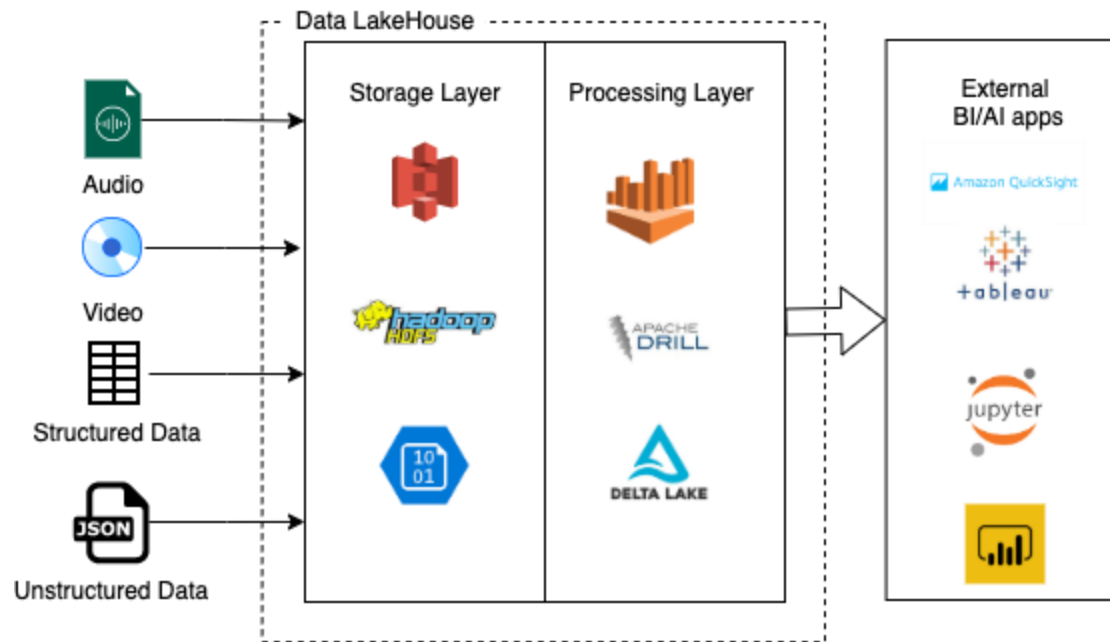 Data LakeHouse
Storage Layer
Processing Layer
External
BI/AI apps
Audio
Amazon QuickSight
+ableau
Video
hadoop
HDFS
APACHE
DRILL
Structured Data
jupyter
10
01
DELTA LAKE
JSON
Unstructured Data